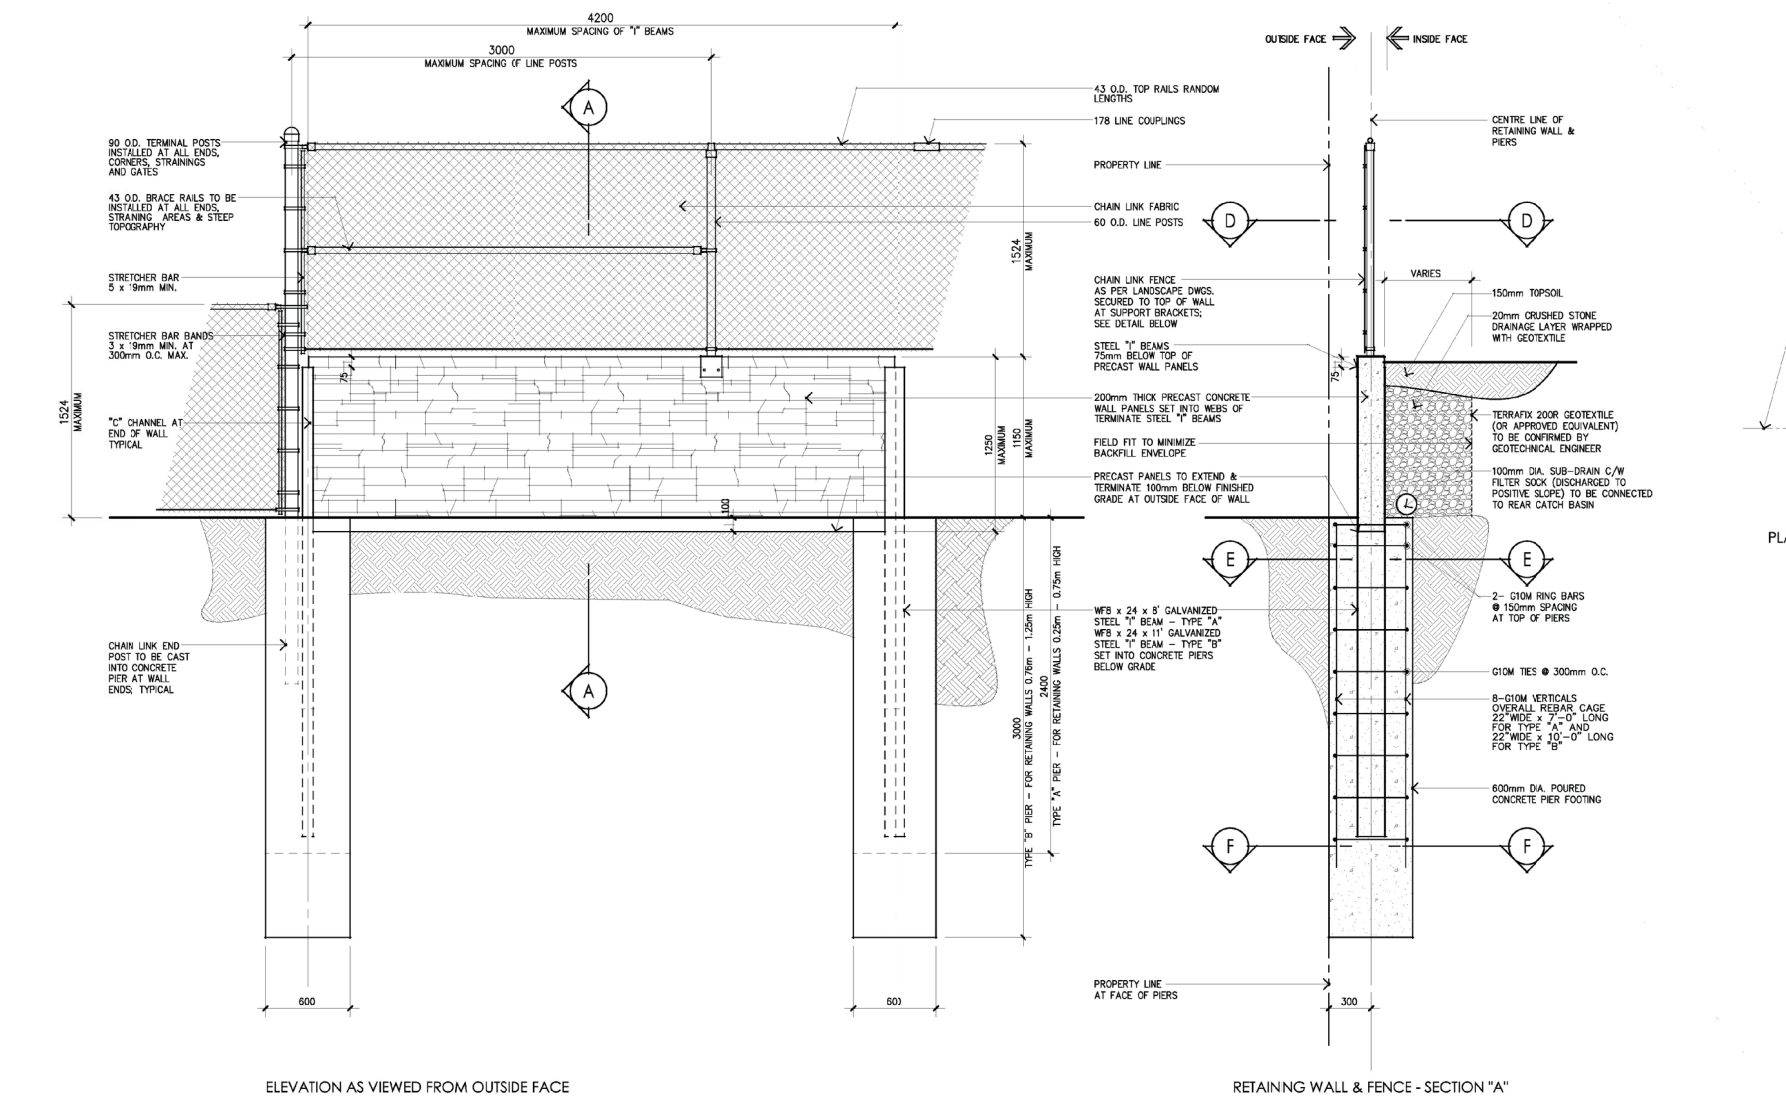 4200
MAXIMUM SPACING OF "I" BEAMS
3000
MAXIMUM SPACING OF LINE POSTS
A
90 O.D. TERMINAL POSTS
INSTALLED AT ALL ENDS,
CORNERS, STRAININGS
AND GATES
43 O.D. BRACE RAILS TO BE
INSTALLED AT ALL ENDS,
STRANING AREAS & STEEP
TOPOGRAPHY
STRETCHER BAR
5 x 19mm MIN.
STRETCHER BAR BANDS
3 x 19mm MIN. AT
300mm O.C. MAX.
1524
MAXIMUM
"C" CHANNEL AT
END OF WALL
TYPICAL
CHAIN LINK END
POST TO BE CAST
INTO CONCRETE
PIER AT WALL
ENDS; TYPICAL
75
100
A
600
600
1524
MAXIMUM
1250
MAXIMUM
1150
MAXIMUM
3000
TYPE "B" PIER - FOR RETAINING WALLS 0.76m - 1.25m HIGH
2400
TYPE "A" PIER - FOR RETAINING WALLS 0.25m - 0.75m HIGH
43 O.D. TOP RAILS RANDOM
LENGTHS
178 LINE COUPLINGS
PROPERTY LINE
CHAIN LINK FABRIC
60 O.D. LINE POSTS
CHAIN LINK FENCE
AS PER LANDSCAPE DWGS.
SECURED TO TOP OF WALL
AT SUPPORT BRACKETS;
SEE DETAIL BELOW
STEEL "I" BEAMS
75mm BELOW TOP OF
PRECAST WALL PANELS
200mm THICK PRECAST CONCRETE
WALL PANELS SET INTO WEBS OF
TERMINATE STEEL "I" BEAMS
FIELD FIT TO MINIMIZE
BACKFILL ENVELOPE
PRECAST PANELS TO EXTEND &
TERMINATE 100mm BELOW FINISHED
GRADE AT OUTSIDE FACE OF WALL
WF8 x 24 x 8' GALVANIZED
STEEL "I" BEAM - TYPE "A"
WF8 x 24 x 11' GALVANIZED
STEEL "I" BEAM - TYPE "B"
SET INTO CONCRETE PIERS
BELOW GRADE
PROPERTY LINE
AT FACE OF PIERS
OUTSIDE FACE
INSIDE FACE
CENTRE LINE OF
RETAINING WALL &
PIERS
D
D
VARIES
150mm TOPSOIL
20mm CRUSHED STONE
DRAINAGE LAYER WRAPPED
WITH GEOTEXTILE
75
TERRAFIX 200R GEOTEXTILE
(OR APPROVED EQUIVALENT)
TO BE CONFIRMED BY
GEOTECHNICAL ENGINEER
100mm DIA. SUB-DRAIN C/W
FILTER SOCK (DISCHARGED TO
POSITIVE SLOPE) TO BE CONNECTED
TO REAR CATCH BASIN
E
E
2- G10M RING BARS
@ 150mm SPACING
AT TOP OF PIERS
G10M TIES @ 300mm O.C.
8-G10M VERTICALS
OVERALL REBAR CAGE
22"WIDE x 7'-0" LONG
FOR TYPE "A" AND
22"WIDE x 10'-0" LONG
FOR TYPE "B"
600mm DIA. POURED
CONCRETE PIER FOOTING
F
F
300
PLA
ELEVATION AS VIEWED FROM OUTSIDE FACE
RETAINNG WALL & FENCE - SECTION "A"